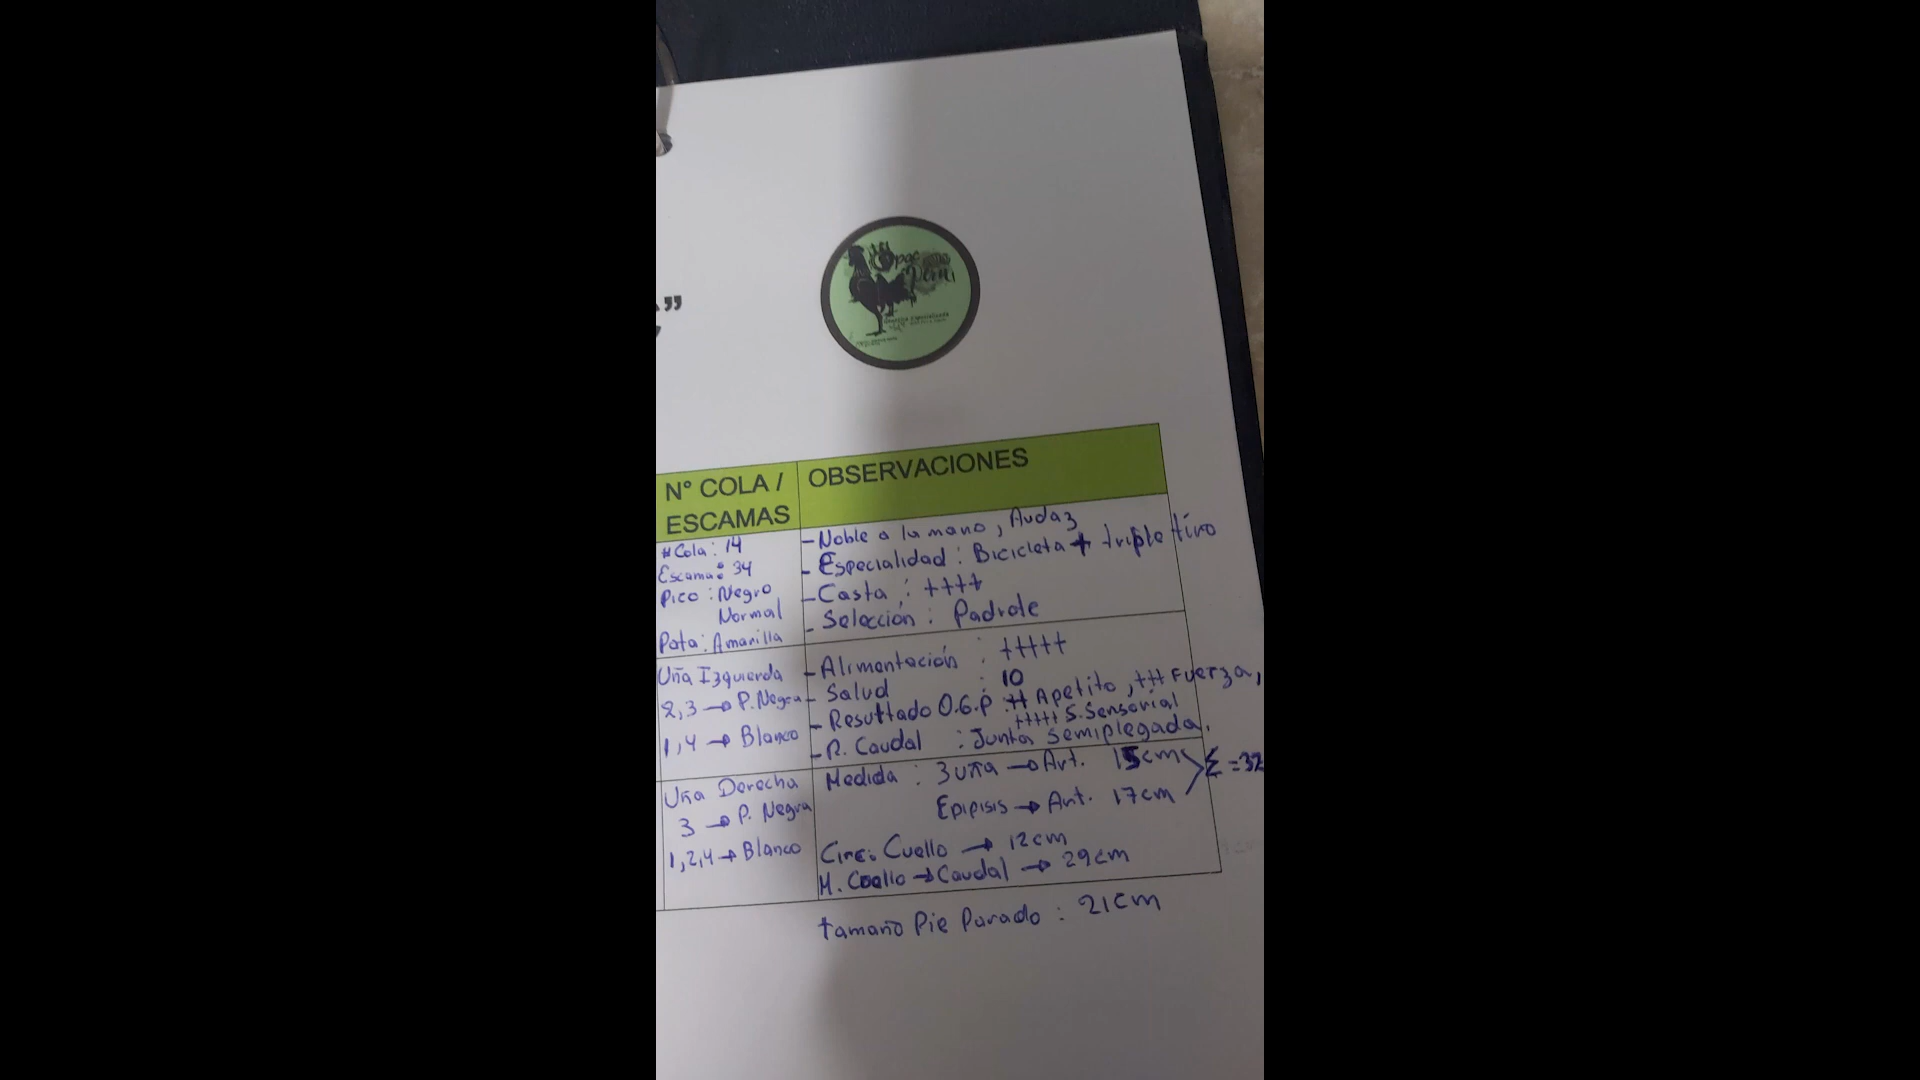 ”
Perú
N° COLA /
ESCAMAS
OBSERVACIONES
# Cola: 14
Escama: 34
Pico: Negro
Normal
Pata: Amarilla
- Noble a la mano, Audaz
- Especialidad: Bicicleta + triple tiro
- Casta: ++++
- Selección: Padrote
Uña Izquierda
2,3 → P. Negra
1,4 → Blanco
- Alimentación: +++++
- Salud: 10
- Resultado O.G.P: ++ Apetito, +++ Fuerza,
+++++ S. Sensorial
- R. Caudal: Junta Semiplegada.
Uña Derecha
3 → P. Negra
1,2,4 → Blanco
Medida: 3 uña → Art. 15cm
Epipisis → Art. 17cm
Σ = 32
Circ. Cuello → 12cm
M. Cuello → Caudal → 29cm
tamaño Pie Parado: 21cm